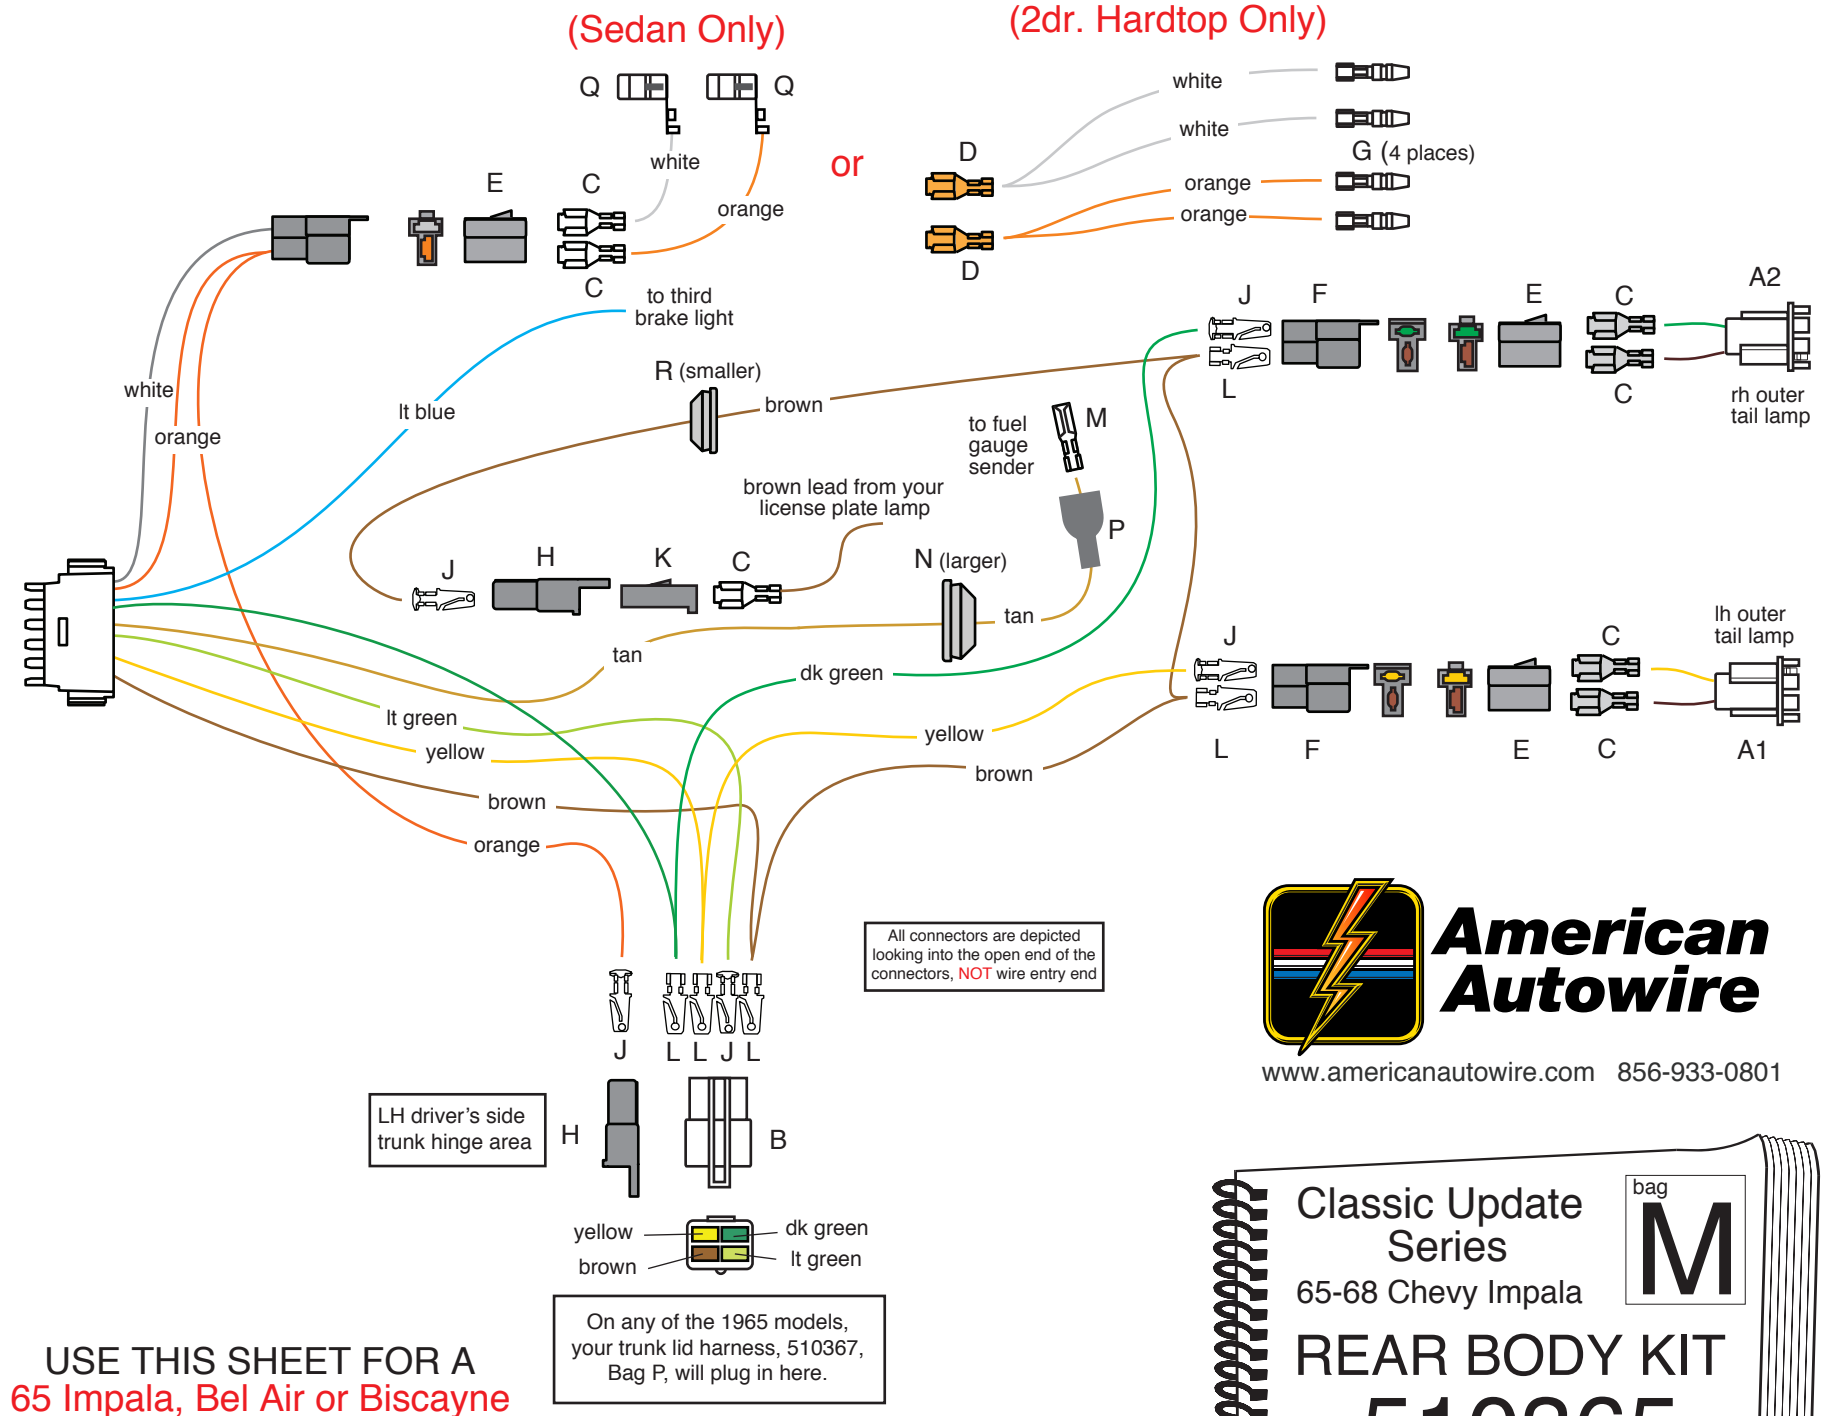 (Sedan Only)
(2dr. Hardtop Only)
Q
Q
white
orange
E
C
C
or
D
D
white
white
G (4 places)
orange
orange
to third
brake light
white
orange
lt blue
R (smaller)
brown
J
F
E
C
A2
L
C
rh outer
tail lamp
to fuel
gauge
sender
M
P
brown lead from your
license plate lamp
J
H
K
C
N (larger)
tan
tan
dk green
lt green
yellow
brown
orange
yellow
brown
J
C
lh outer
tail lamp
L
F
E
C
A1
All connectors are depicted
looking into the open end of the
connectors, NOT wire entry end
J
L
L
J
L
LH driver's side
trunk hinge area
H
B
yellow
dk green
brown
lt green
On any of the 1965 models,
your trunk lid harness, 510367,
Bag P, will plug in here.
USE THIS SHEET FOR A
65 Impala, Bel Air or Biscayne
American
Autowire
www.americanautowire.com 856-933-0801
Classic Update
Series
65-68 Chevy Impala
bag
M
REAR BODY KIT
510365